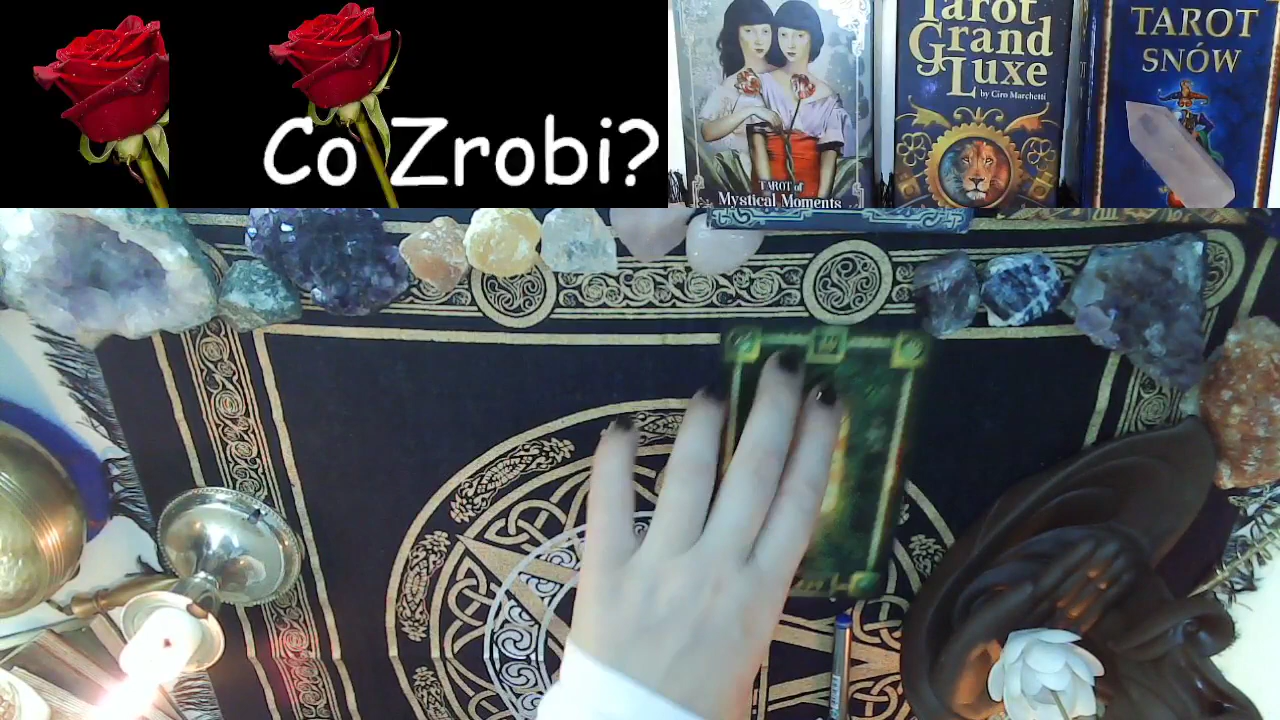 Co Zrobi?
TAROT of
Mystical Moments
Tarot
Grand
Luxe
by Ciro Marchetti
TAROT
SNÓW